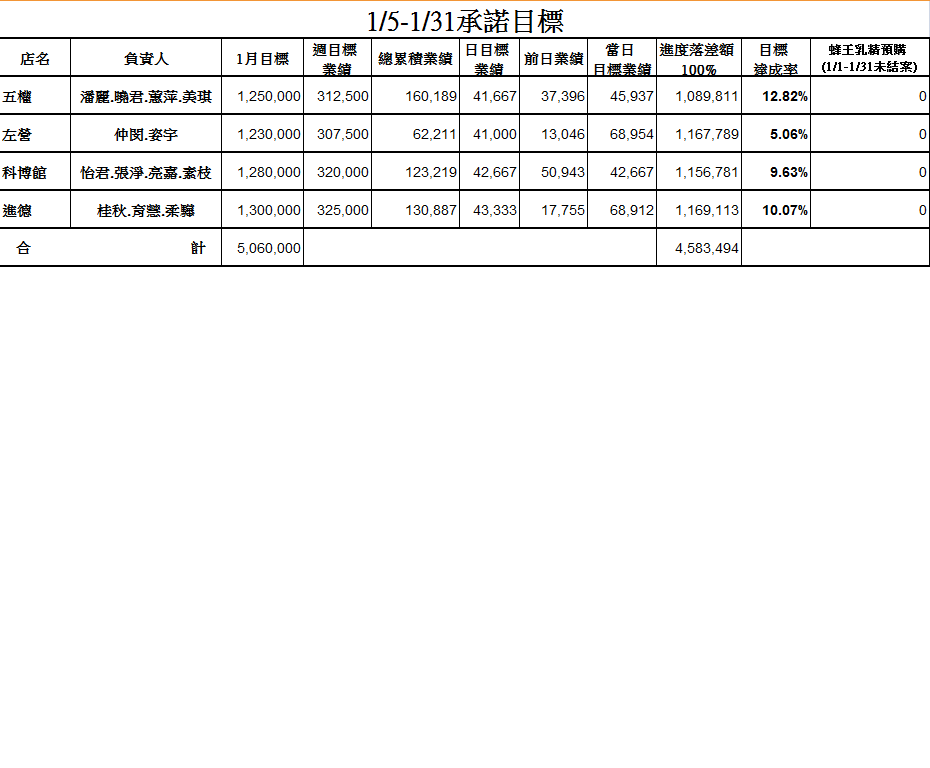 1/5-1/31承諾目標
店名 負責人 1月目標 週目標業績 總累積業績 日目標業績 前日業績 當日目標業績 進度落差額100% 目標達成率 蜂王乳精預購(1/1-1/31未結案)
五權 潘麗.曉君.蕙萍.美琪 1,250,000 312,500 160,189 41,667 37,396 45,937 1,089,811 12.82% 0
左營 仲閔.姿宇 1,230,000 307,500 62,211 41,000 13,046 68,954 1,167,789 5.06% 0
科博館 怡君.張淨.亮嘉.素枝 1,280,000 320,000 123,219 42,667 50,943 42,667 1,156,781 9.63% 0
進德 桂秋.育慧.柔驊 1,300,000 325,000 130,887 43,333 17,755 68,912 1,169,113 10.07% 0
合 計 5,060,000 4,583,494